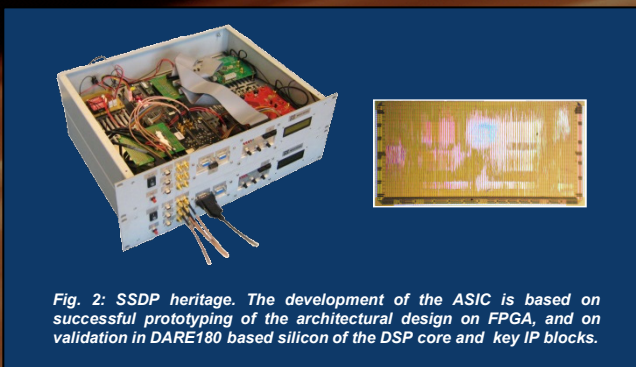 Fig. 2: SSDP heritage. The development of the ASIC is based on
successful prototyping of the architectural design on FPGA, and on
validation in DARE180 based silicon of the DSP core and key IP blocks.